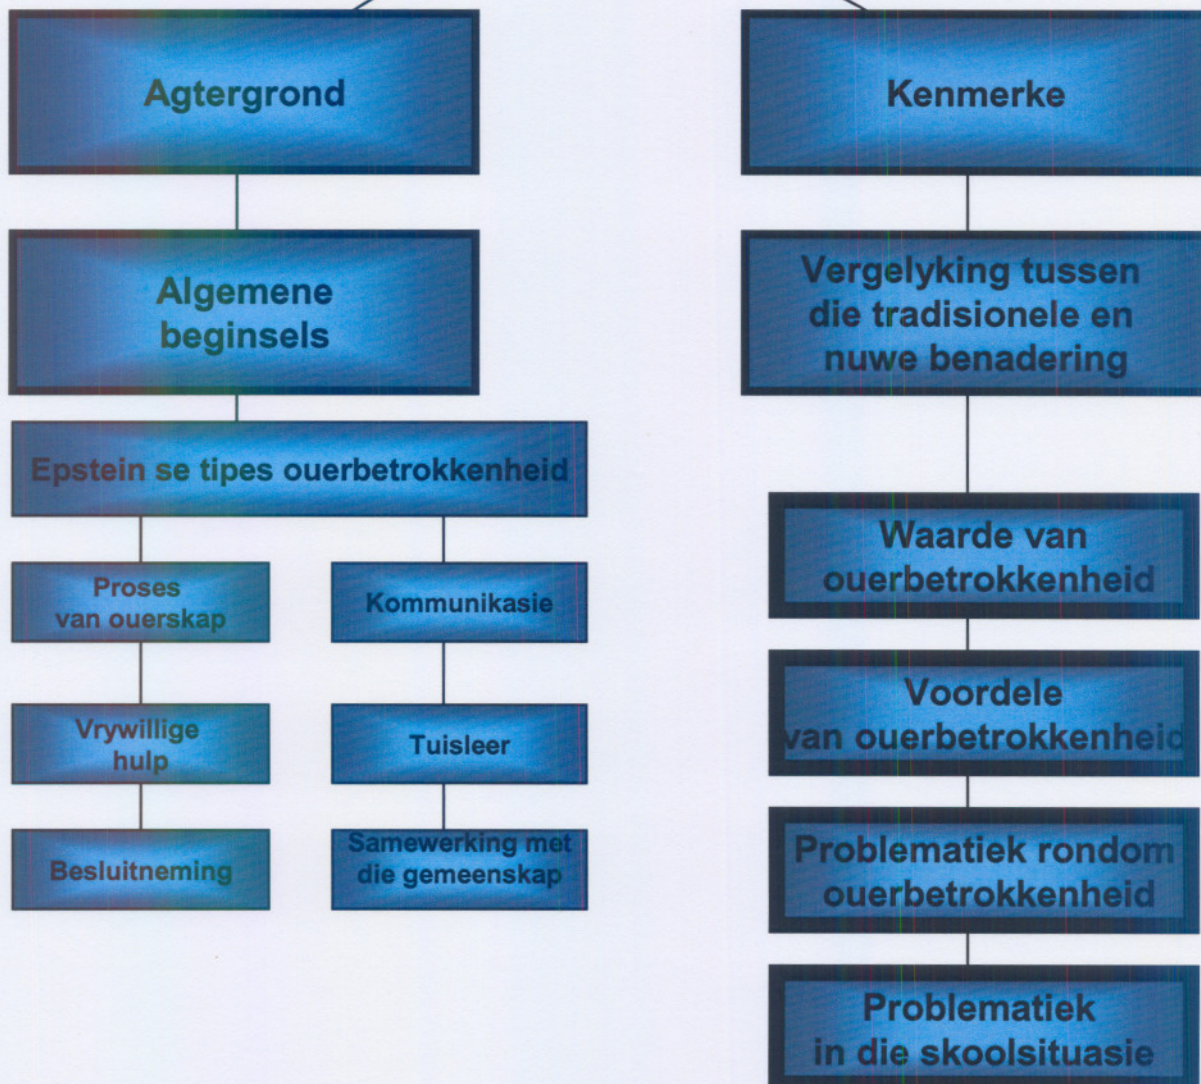 Agtergrond
Algemene
beginsels
Epstein se tipes ouerbetrokkenheid
Proses
van ouerskap
Kommunikasie
Vrywillige
hulp
Tuisleer
Besluitneming
Samewerking met
die gemeenskap
Kenmerke
Vergelyking tussen
die tradisionele en
nuwe benadering
Waarde van
ouerbetrokkenheid
Voordele
van ouerbetrokkenheid
Problematiek rondom
ouerbetrokkenheid
Problematiek
in die skoolsituasie